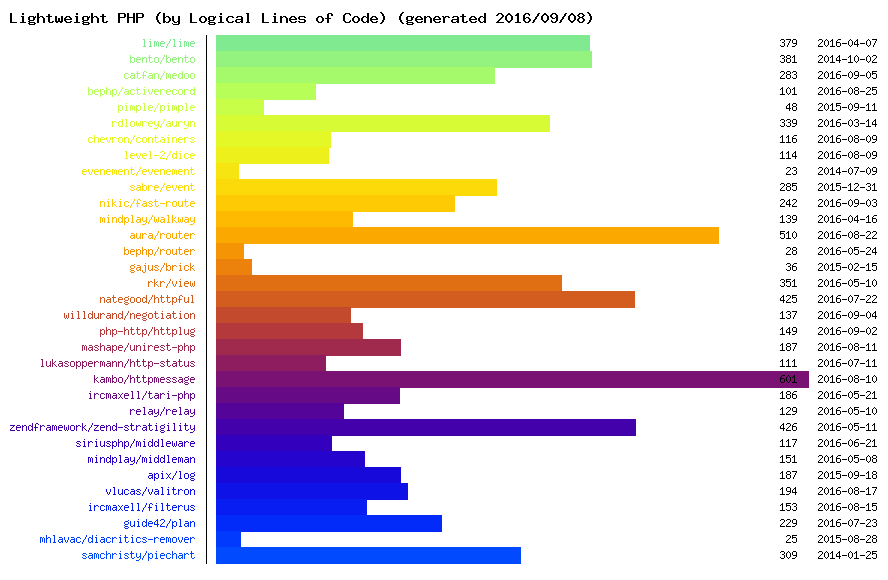 Lightweight PHP (by Logical Lines of Code) (generated 2016/09/08)
lime/lime 379 2016-04-07
bento/bento 381 2014-10-02
catfan/medoo 283 2016-09-05
bephp/activerecord 101 2016-08-25
pimple/pimple 48 2015-09-11
rdlowrey/auryn 339 2016-03-14
chevron/containers 116 2016-08-09
level-2/dice 114 2016-08-09
evenement/evenement 23 2014-07-09
sabre/event 285 2015-12-31
nikic/fast-route 242 2016-09-03
mindplay/walkway 139 2016-04-16
aura/router 510 2016-08-22
bephp/router 28 2016-05-24
gajus/brick 36 2015-02-15
rkr/view 351 2016-05-10
nategood/httpful 425 2016-07-22
willdurand/negotiation 137 2016-09-04
php-http/httplug 149 2016-09-02
mashape/unirest-php 187 2016-08-11
lukasoppermann/http-status 111 2016-07-11
kambo/httpmessage 601 2016-08-10
ircmaxell/tari-php 186 2016-05-21
relay/relay 129 2016-05-10
zendframework/zend-stratigility 426 2016-05-11
siriusphp/middleware 117 2016-06-21
mindplay/middleman 151 2016-05-08
apix/log 187 2015-09-18
vlucas/valitron 194 2016-08-17
ircmaxell/filterus 153 2016-08-15
guide42/plan 229 2016-07-23
mhlavac/diacritics-remover 25 2015-08-28
samchristy/piechart 309 2014-01-25